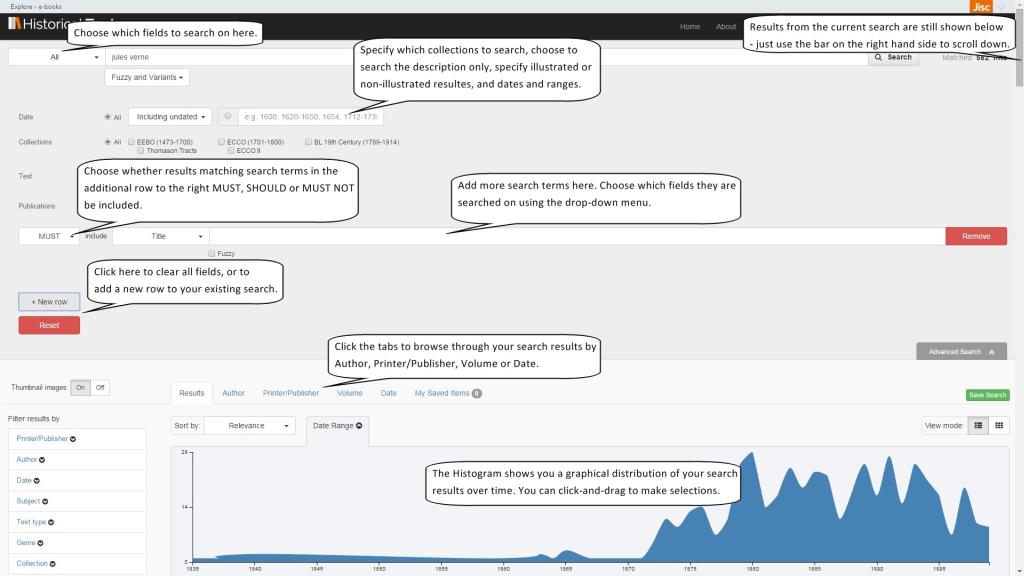 Explore › e-books
Jisc
Historical
Home
About
Choose which fields to search on here.
Results from the current search are still shown below
- just use the bar on the right hand side to scroll down.
All
jules verne
Search
Matched 582 hits
Fuzzy and Variants
Specify which collections to search, choose to
search the description only, specify illustrated or
non-illustrated resultes, and dates and ranges.
Date
All
Including undated
e.g. 1600, 1620-1650, 1654, 1712-1736
Collections
All
EEBO (1473-1700)
ECCO (1701-1800)
BL 19th Century (1789-1914)
Thomason Tracts
ECCO II
Text
Publications
Choose whether results matching search terms in the
additional row to the right MUST, SHOULD or MUST NOT
be included.
Add more search terms here. Choose which fields they are
searched on using the drop-down menu.
MUST
include
Title
Remove
Fuzzy
Click here to clear all fields, or to
add a new row to your existing search.
+ New row
Reset
Click the tabs to browse through your search results by
Author, Printer/Publisher, Volume or Date.
Advanced Search
Thumbnail images:
On
Off
Results
Author
Printer/Publisher
Volume
Date
My Saved Items 0
Save Search
Filter results by
Printer/Publisher
Author
Date
Subject
Text type
Genre
Collection
Sort by:
Relevance
Date Range
View mode:
The Histogram shows you a graphical distribution of your search
results over time. You can click-and-drag to make selections.
28
14
0
1835 1840 1845 1850 1855 1860 1865 1870 1875 1880 1885 1890 1895